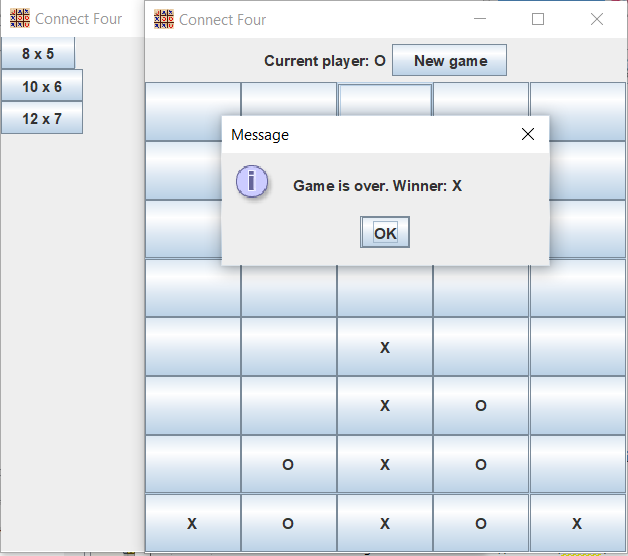 Connect Four
8 x 5
10 x 6
12 x 7
Connect Four
Current player: O New game
Message
i
Game is over. Winner: X
OK
X
X O
O X O
X O X O X